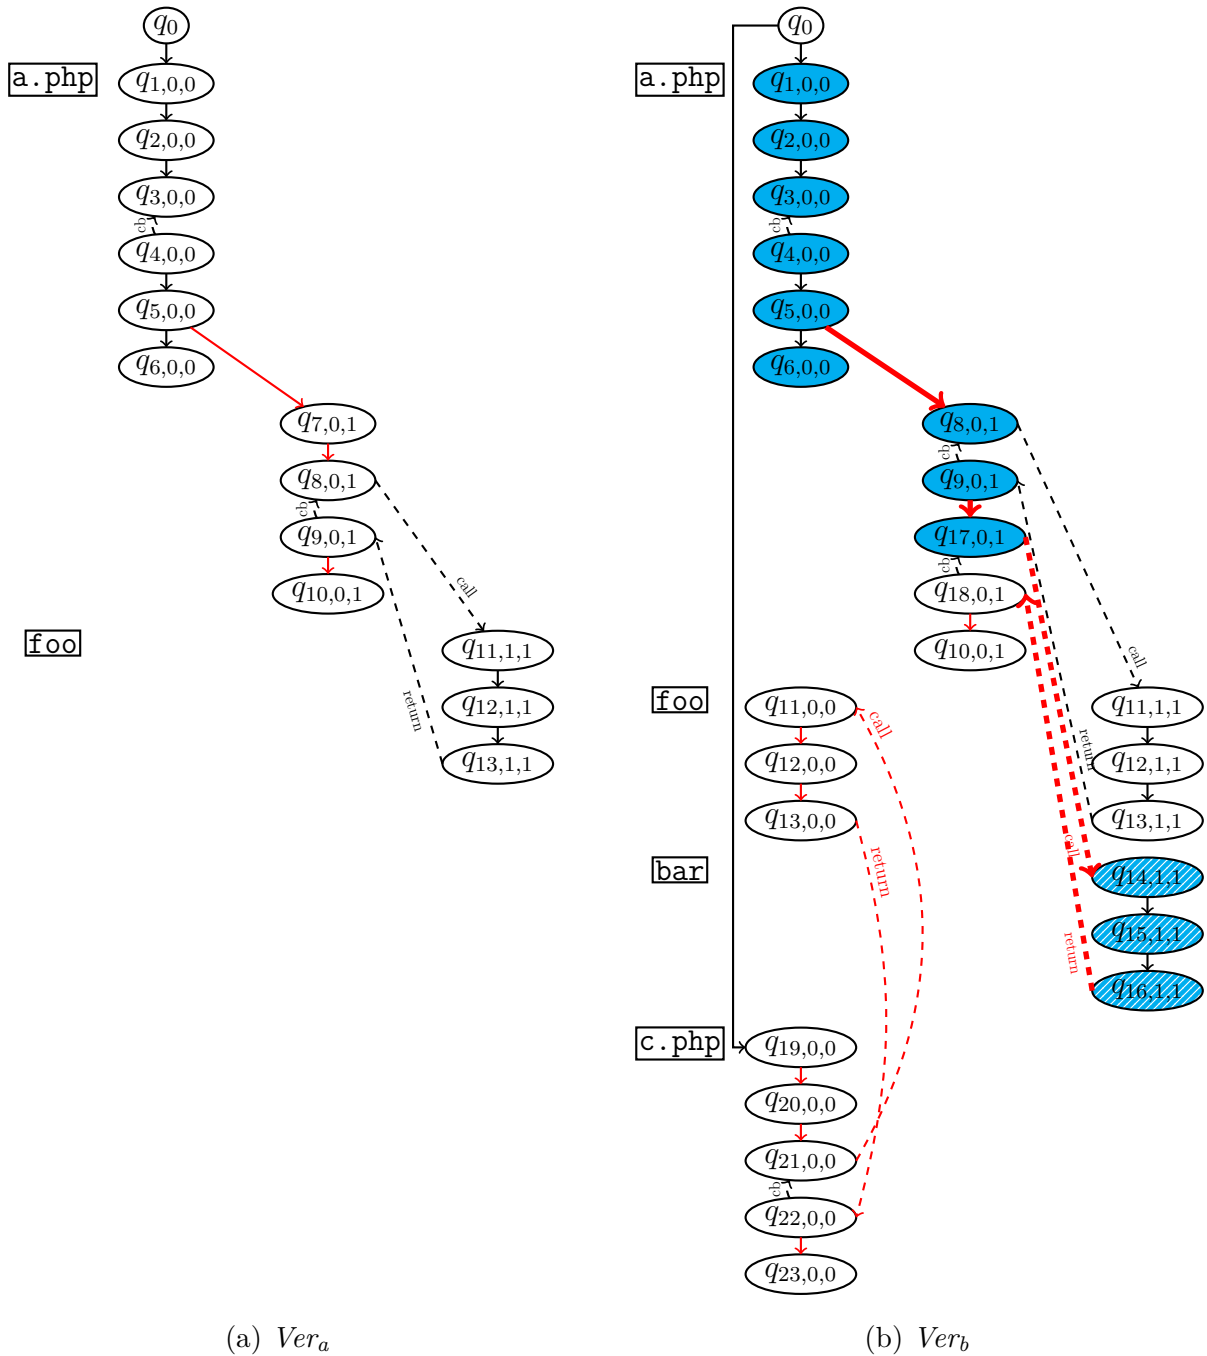 q0
a.php
q1,0,0
q2,0,0
q3,0,0
cb
q4,0,0
q5,0,0
q6,0,0
q7,0,1
q8,0,1
cb
q9,0,1
q10,0,1
call
foo
q11,1,1
return
q12,1,1
q13,1,1
(a) Ver_a
q0
a.php
q1,0,0
q2,0,0
q3,0,0
cb
q4,0,0
q5,0,0
q6,0,0
q8,0,1
cb
q9,0,1
q17,0,1
cb
q18,0,1
q10,0,1
call
foo
q11,0,0
call
q11,1,1
q12,0,0
return
q12,1,1
q13,0,0
q13,1,1
call
bar
return
q14,1,1
q15,1,1
return
q16,1,1
c.php
q19,0,0
q20,0,0
q21,0,0
cb
q22,0,0
q23,0,0
(b) Ver_b